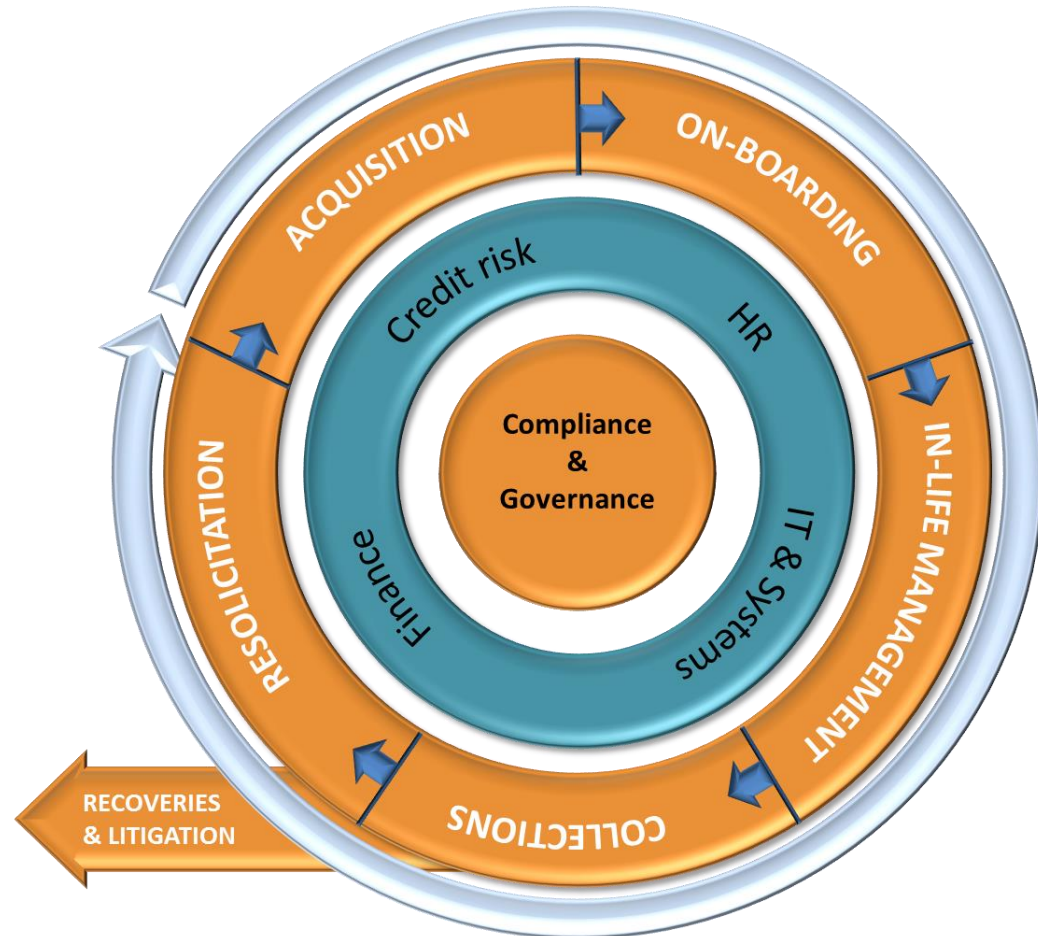 ACQUISITION
ON-BOARDING
IN-LIFE MANAGEMENT
COLLECTIONS
RESOLICITATION
RECOVERIES
& LITIGATION
Credit risk
HR
IT & Systems
Finance
Compliance
&
Governance